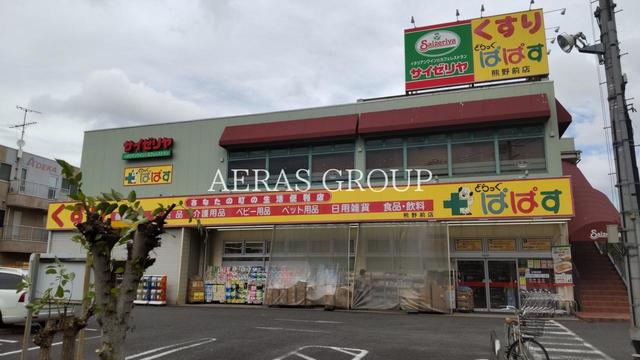 くすり
Saizeriya
イタリアンワイン&カフェレストラン
サイゼリヤ
どらっぐ
ぱぱす
熊野前店
サイゼリヤ
ぱぱす
ADEKA
AERAS GROUP
あなたの町の生活便利店
くす
介護用品 ベビー用品 ペット用品 日用雑貨 食品・飲料
熊野前店
どらっぐ
ぱぱす
Saizeriya